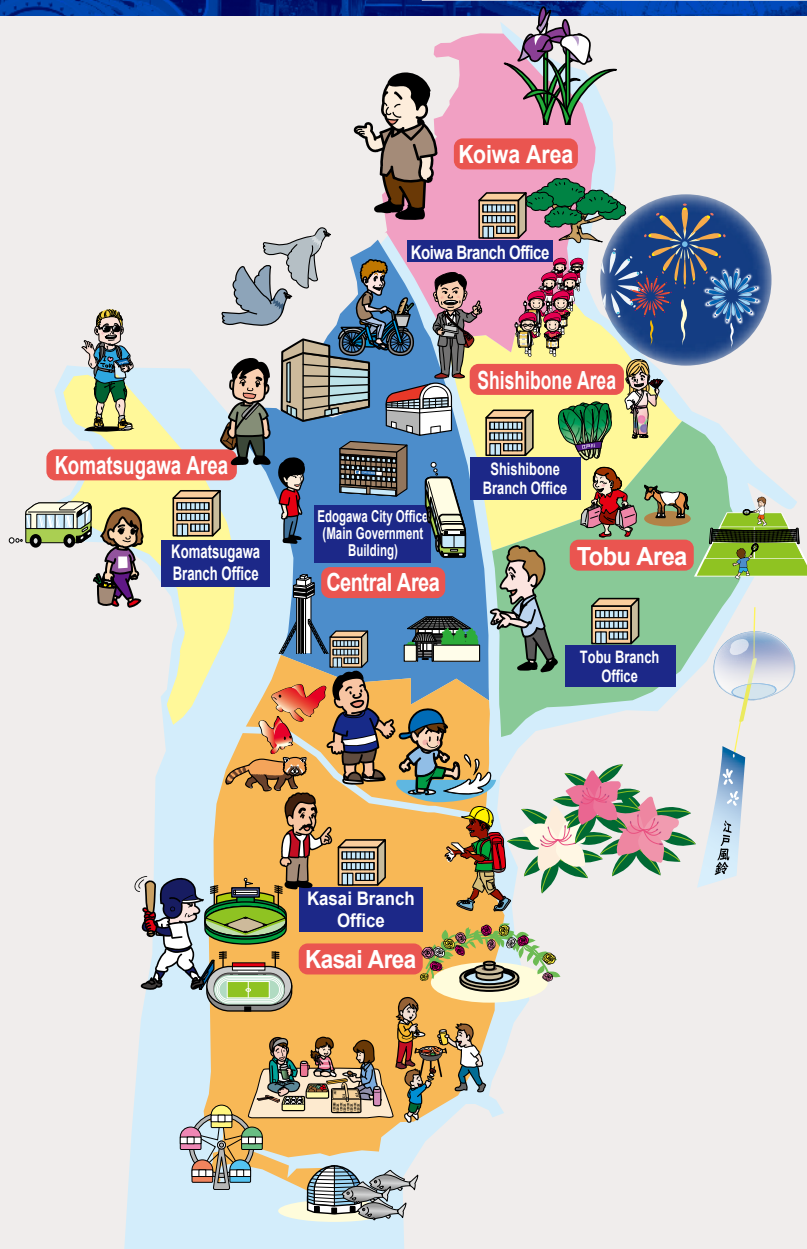 Koiwa Area
Koiwa Branch Office
Shishibone Area
Komatsugawa Area
Shishibone
Branch Office
Edogawa City Office
(Main Government
Building)
Komatsugawa
Branch Office
Tobu Area
Central Area
Tobu Branch
Office
江戸風鈴
Kasai Branch
Office
Kasai Area